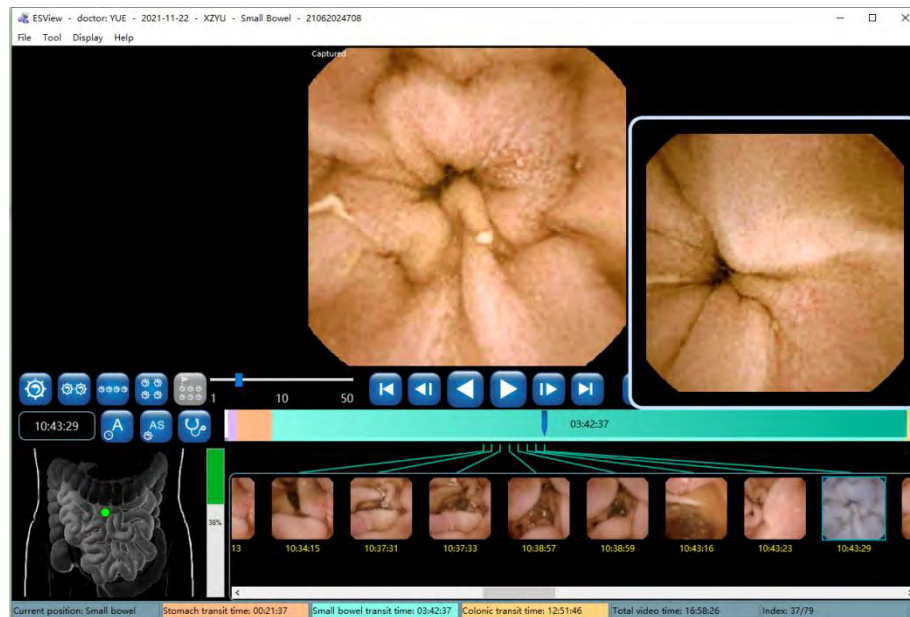 ESView - doctor: YUE - 2021-11-22 - XZYU - Small Bowel - 21062024708
File Tool Display Help
Captured
1 10 50
10:43:29
A
AS
03:42:37
38%
13 10:34:15 10:37:31 10:37:33 10:38:57 10:38:59 10:43:16 10:43:23 10:43:29
Current position: Small bowel Stomach transit time: 00:21:37 Small bowel transit time: 03:42:37 Colonic transit time: 12:51:46 Total video time: 16:58:26 Index: 37/79